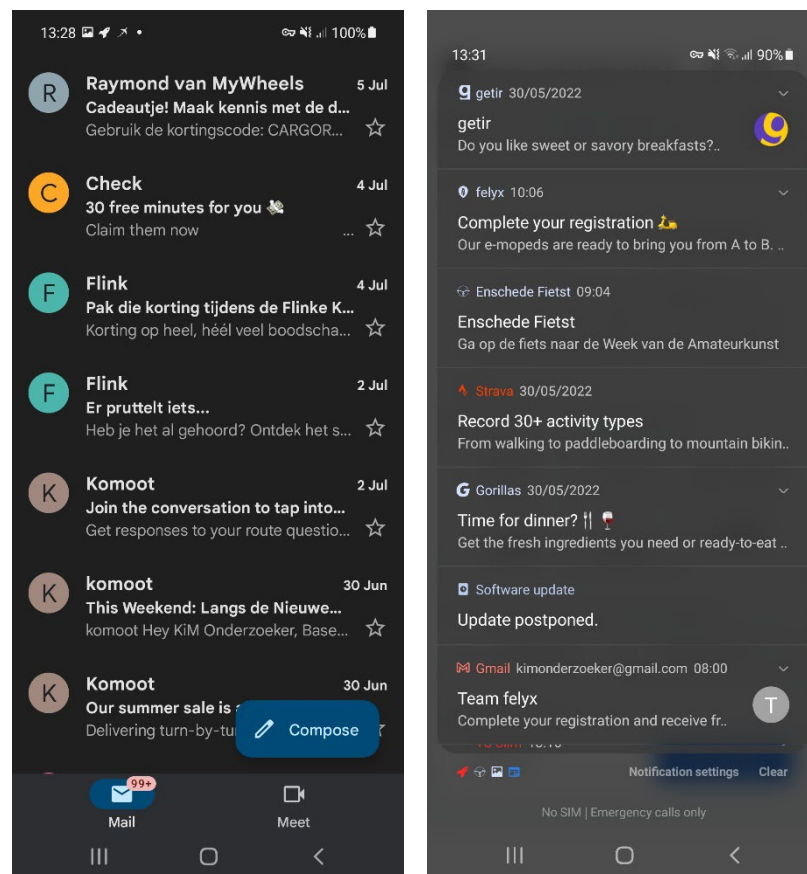 13:28
100%
R
Raymond van MyWheels
5 Jul
Cadeautje! Maak kennis met de d...
Gebruik de kortingscode: CARGOR...
C
Check
4 Jul
30 free minutes for you 💸
Claim them now ...
F
Flink
4 Jul
Pak die korting tijdens de Flinke K...
Korting op heel, héél veel boodscha...
F
Flink
2 Jul
Er pruttelt iets...
Heb je het al gehoord? Ontdek het s...
K
Komoot
2 Jul
Join the conversation to tap into...
Get responses to your route questio...
K
komoot
30 Jun
This Weekend: Langs de Nieuwe...
komoot Hey KiM Onderzoeker, Base...
K
Komoot
30 Jun
Our summer sale is
Delivering turn-by-tu
Compose
99+
Mail
Meet
13:31
90%
getir 30/05/2022
getir
Do you like sweet or savory breakfasts?..
felyx 10:06
Complete your registration 🛵
Our e-mopeds are ready to bring you from A to B. ..
Enschede Fietst 09:04
Enschede Fietst
Ga op de fiets naar de Week van de Amateurkunst
Strava 30/05/2022
Record 30+ activity types
From walking to paddleboarding to mountain bikin..
G Gorillas 30/05/2022
Time for dinner? 🍴🍷
Get the fresh ingredients you need or ready-to-eat ..
Software update
Update postponed.
Gmail kimonderzoeker@gmail.com 08:00
Team felyx
T
Complete your registration and receive fr..
Notification settings
Clear
No SIM | Emergency calls only